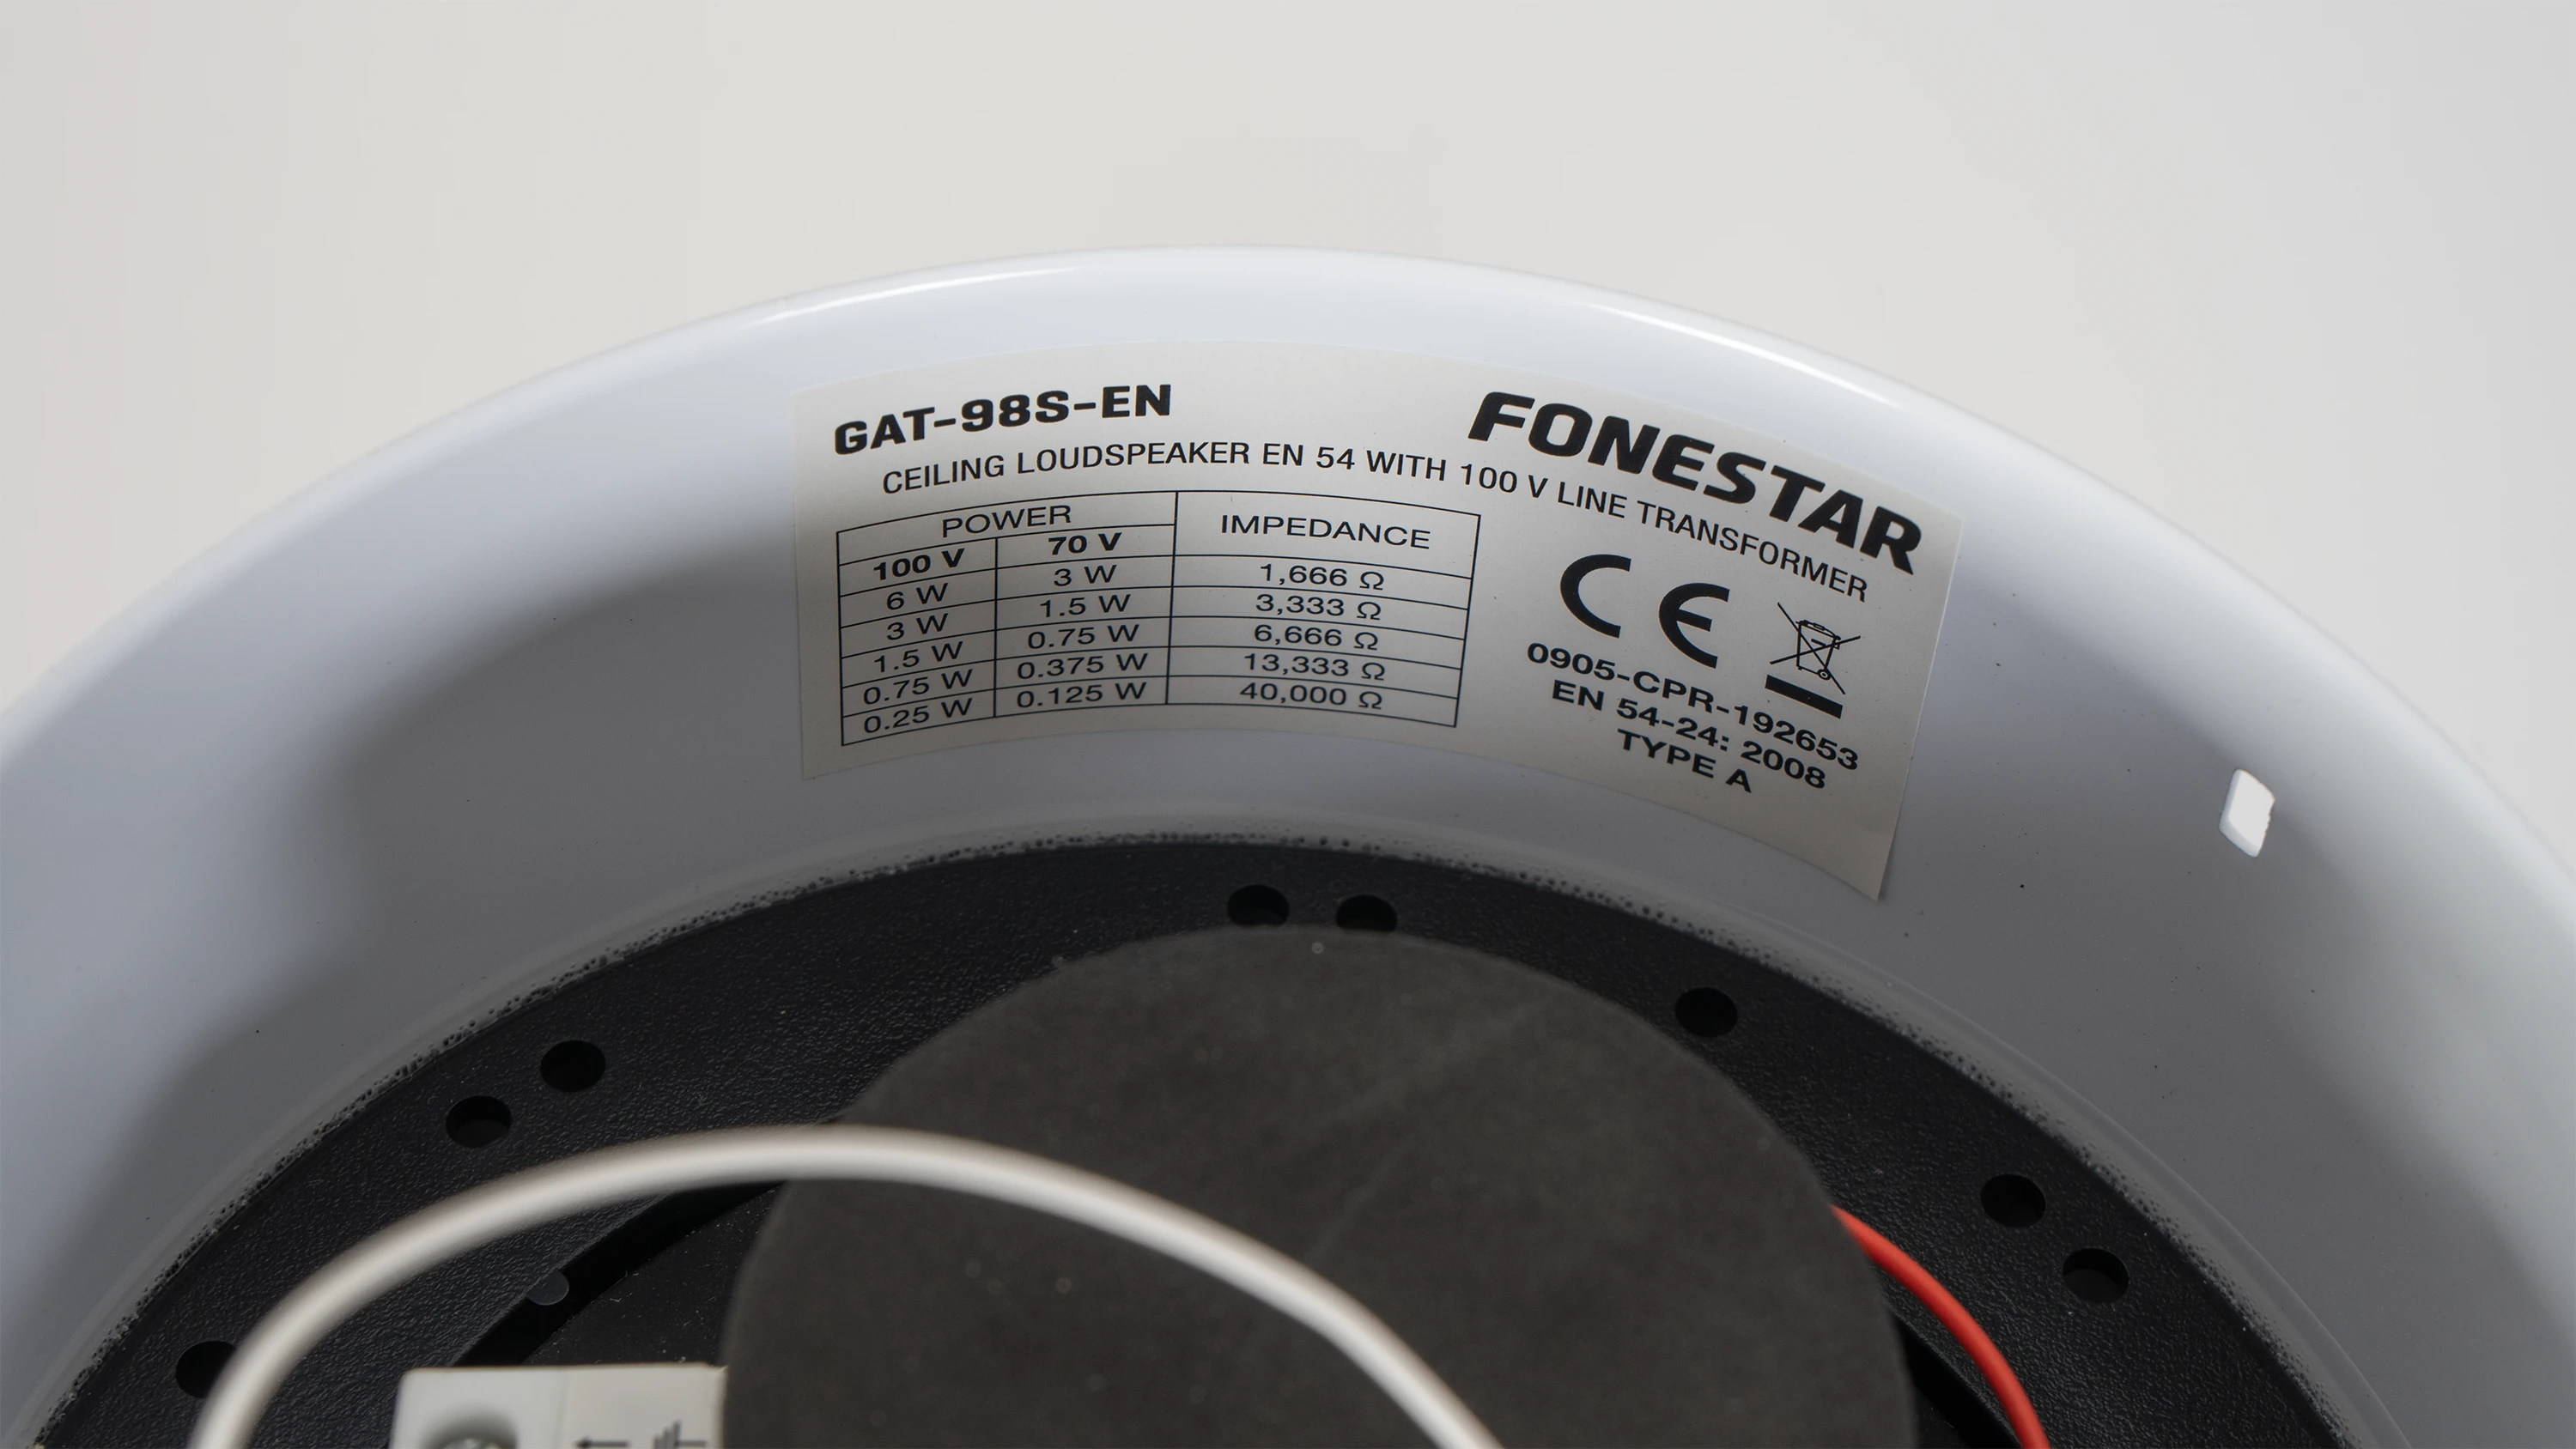 GAT-98S-EN
FONESTAR
CEILING LOUDSPEAKER EN 54 WITH 100 V LINE TRANSFORMER
POWER IMPEDANCE
100 V 70 V
6 W 3 W 1,666 Ω
3 W 1.5 W 3,333 Ω
1.5 W 0.75 W 6,666 Ω
0.75 W 0.375 W 13,333 Ω
0.25 W 0.125 W 40,000 Ω
CE
0905-CPR-192653
EN 54-24: 2008
TYPE A